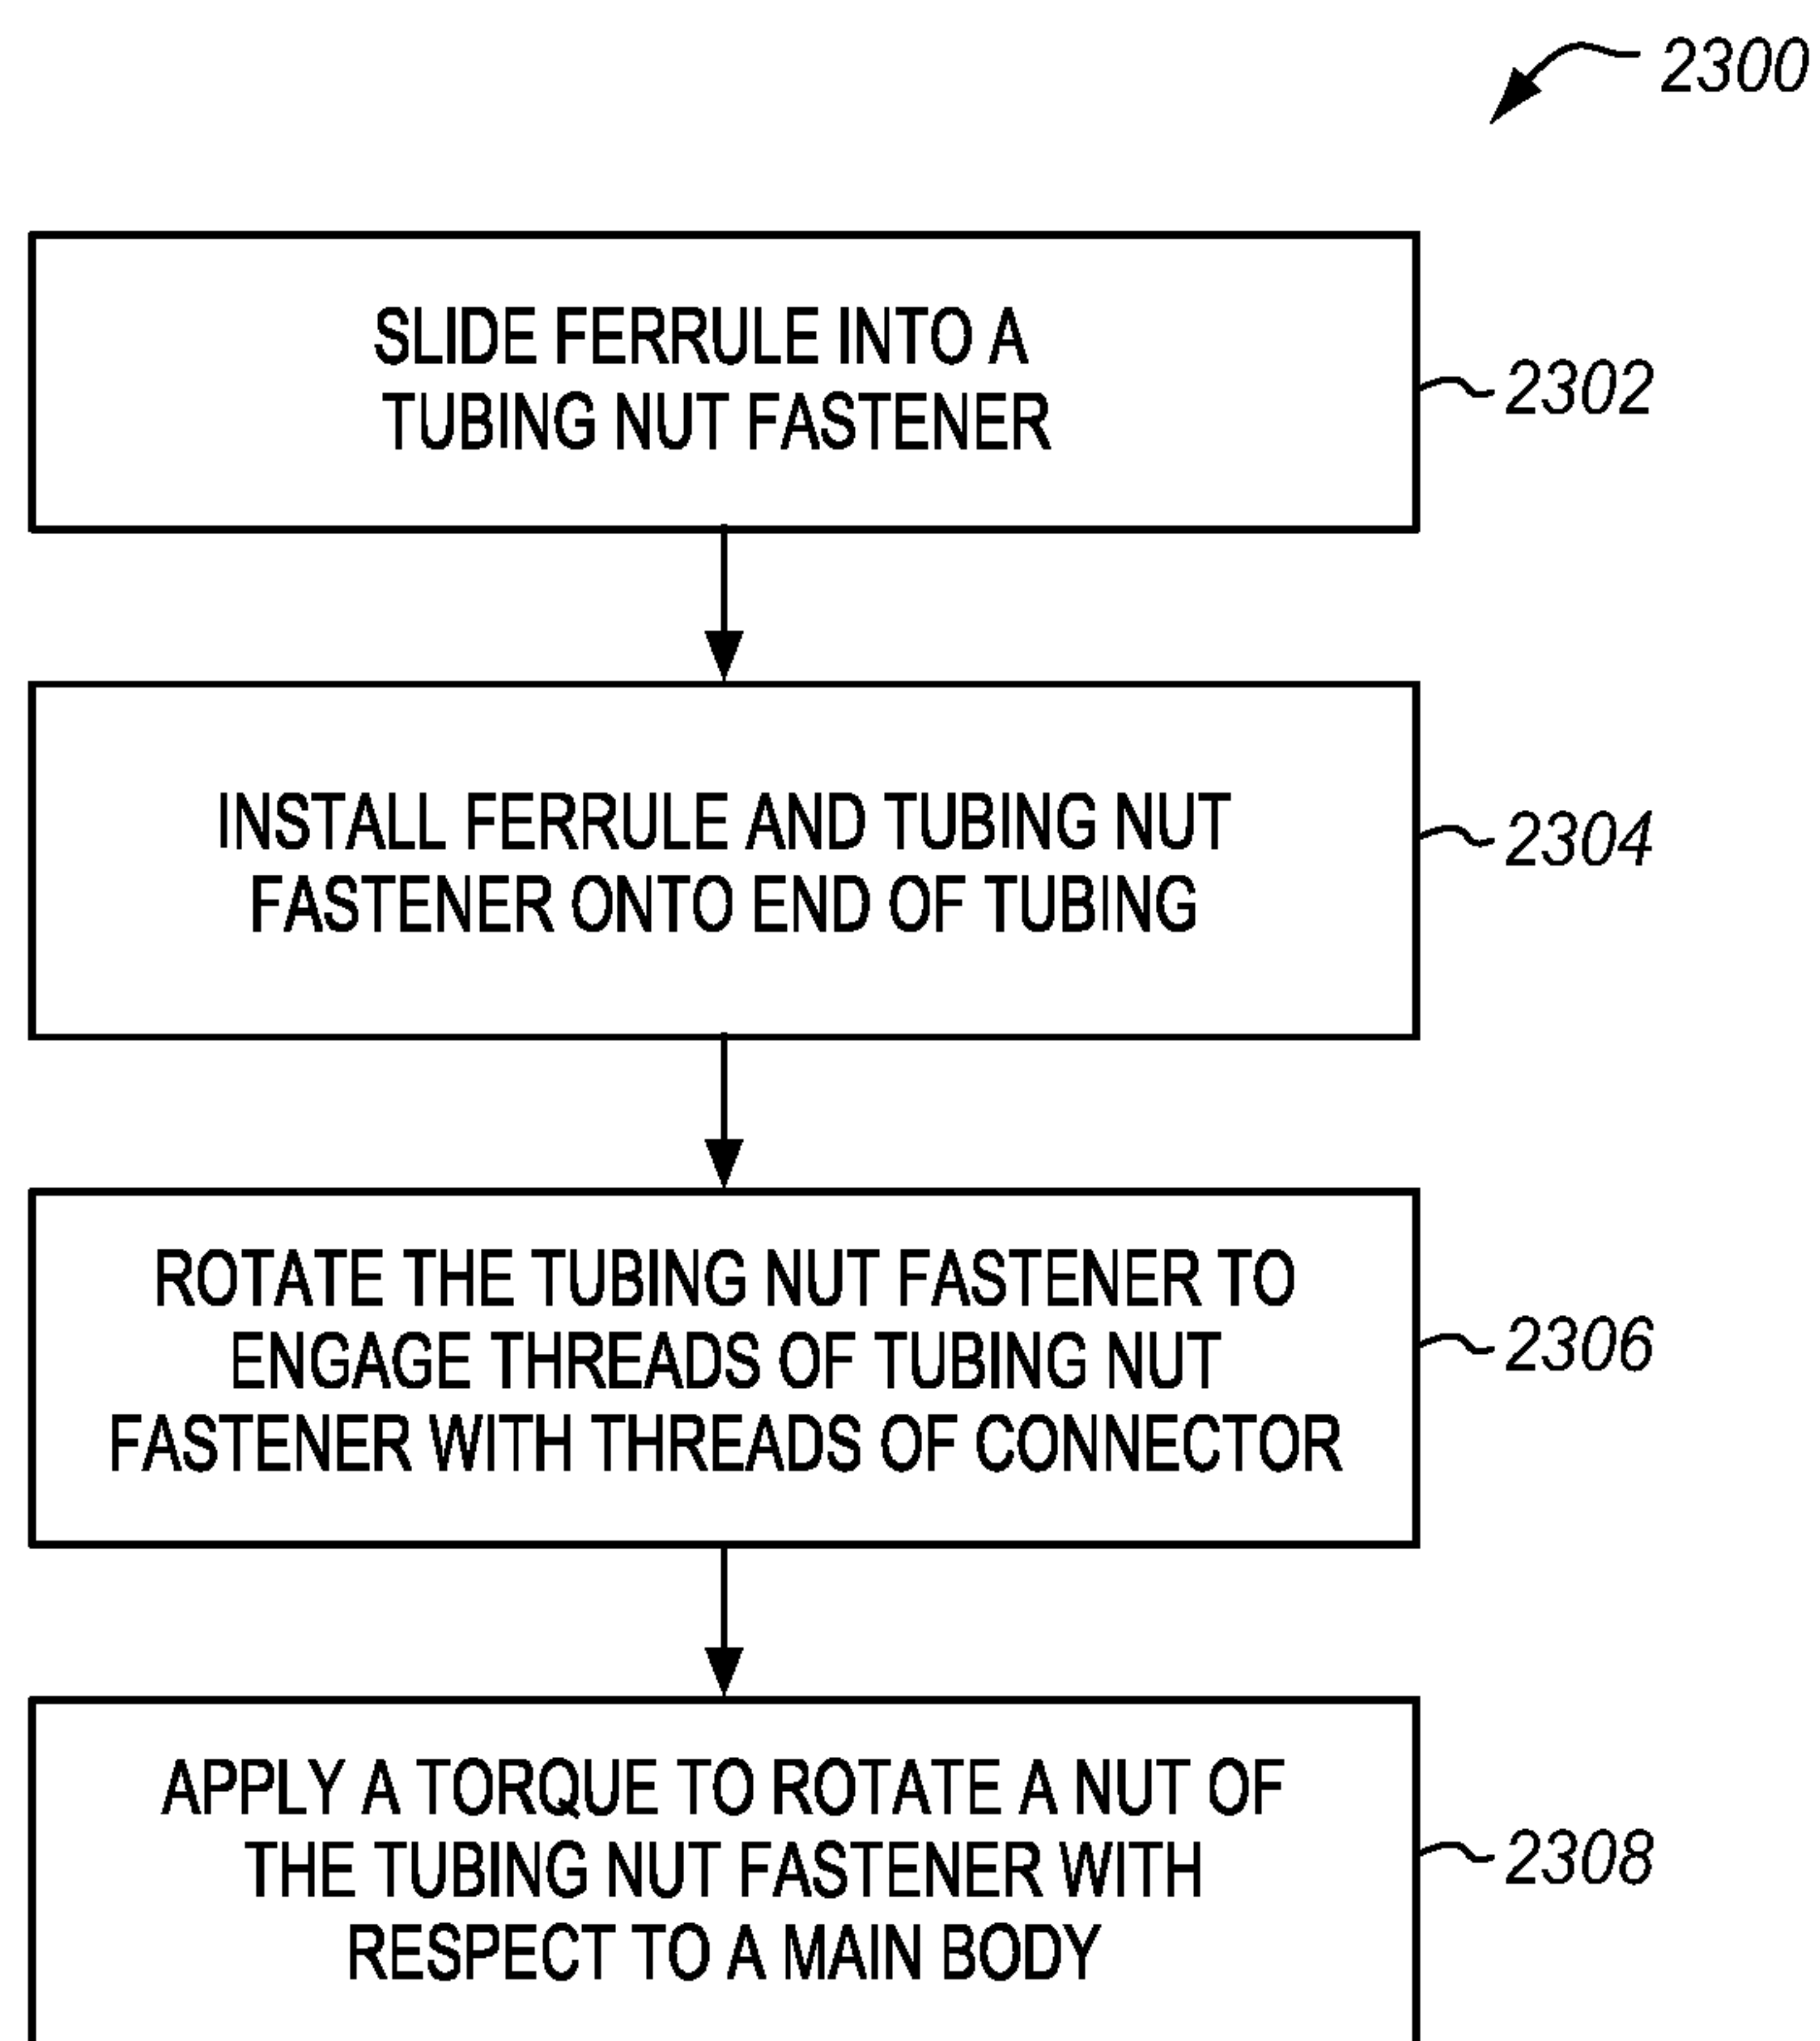 2300
SLIDE FERRULE INTO A
TUBING NUT FASTENER
2302
INSTALL FERRULE AND TUBING NUT
FASTENER ONTO END OF TUBING
2304
ROTATE THE TUBING NUT FASTENER TO
ENGAGE THREADS OF TUBING NUT
FASTENER WITH THREADS OF CONNECTOR
2306
APPLY A TORQUE TO ROTATE A NUT OF
THE TUBING NUT FASTENER WITH
RESPECT TO A MAIN BODY
2308